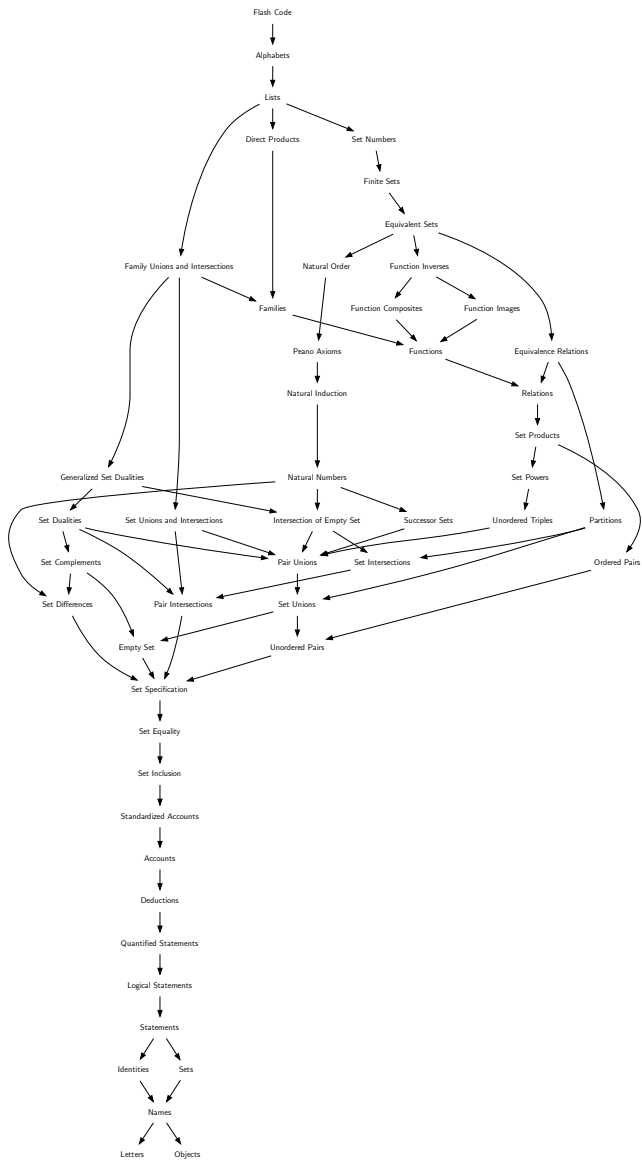 Flash Code
Alphabets
Lists
Direct Products
Set Numbers
Finite Sets
Equivalent Sets
Family Unions and Intersections
Natural Order
Function Inverses
Families
Function Composites
Function Images
Peano Axioms
Functions
Equivalence Relations
Natural Induction
Relations
Set Products
Generalized Set Dualities
Natural Numbers
Set Powers
Set Dualities
Set Unions and Intersections
Intersection of Empty Set
Successor Sets
Unordered Triples
Partitions
Set Complements
Pair Unions
Set Intersections
Ordered Pairs
Set Differences
Pair Intersections
Set Unions
Empty Set
Unordered Pairs
Set Specification
Set Equality
Set Inclusion
Standardized Accounts
Accounts
Deductions
Quantified Statements
Logical Statements
Statements
Identities
Sets
Names
Letters
Objects